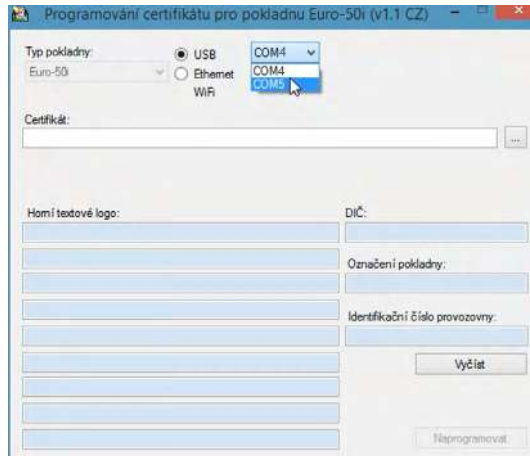 Programování certifikátu pro pokladnu Euro-50i (v1.1 CZ)
Typ pokladny:
Euro-50i
USB
Ethernet
WiFi
COM4
COM4
COM5
Certifikát:
...
Horní textové logo:
DIČ:
Označení pokladny:
Identifikační číslo provozovny:
Vyčíst
Naprogramovat